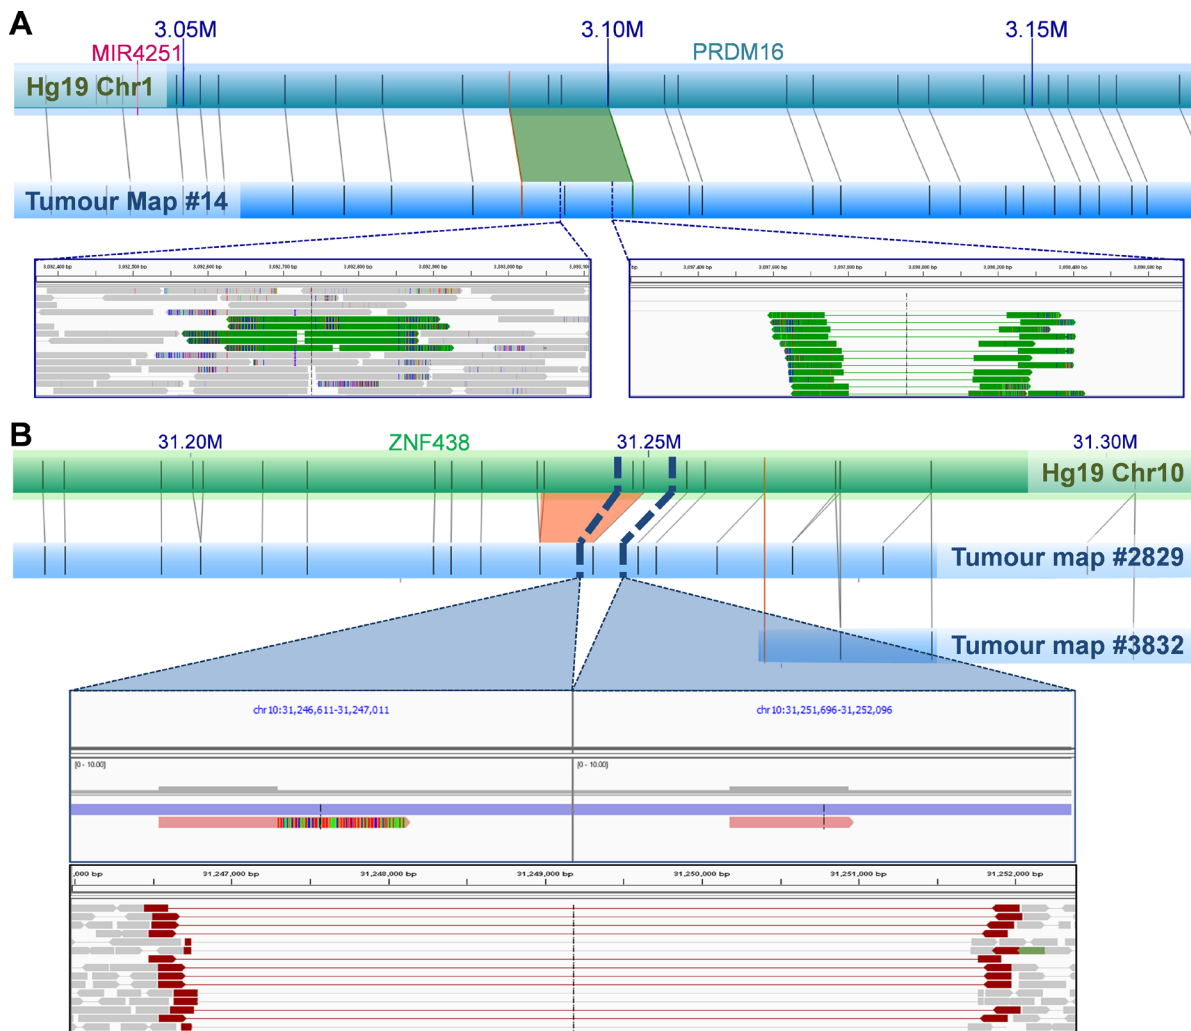 A
3.05M
3.10M
3.15M
MIR4251
PRDM16
Hg19 Chr1
Tumour Map #14
B
31.20M
ZNF438
31.25M
31.30M
Hg19 Chr10
Tumour map #2829
Tumour map #3832
chr10:31,246,611-31,247,011
chr10:31,251,696-31,252,096
[0 - 10.00]
[0 - 10.00]
,000 bp
31,247,000 bp
31,248,000 bp
31,249,000 bp
31,250,000 bp
31,251,000 bp
31,252,000 bp